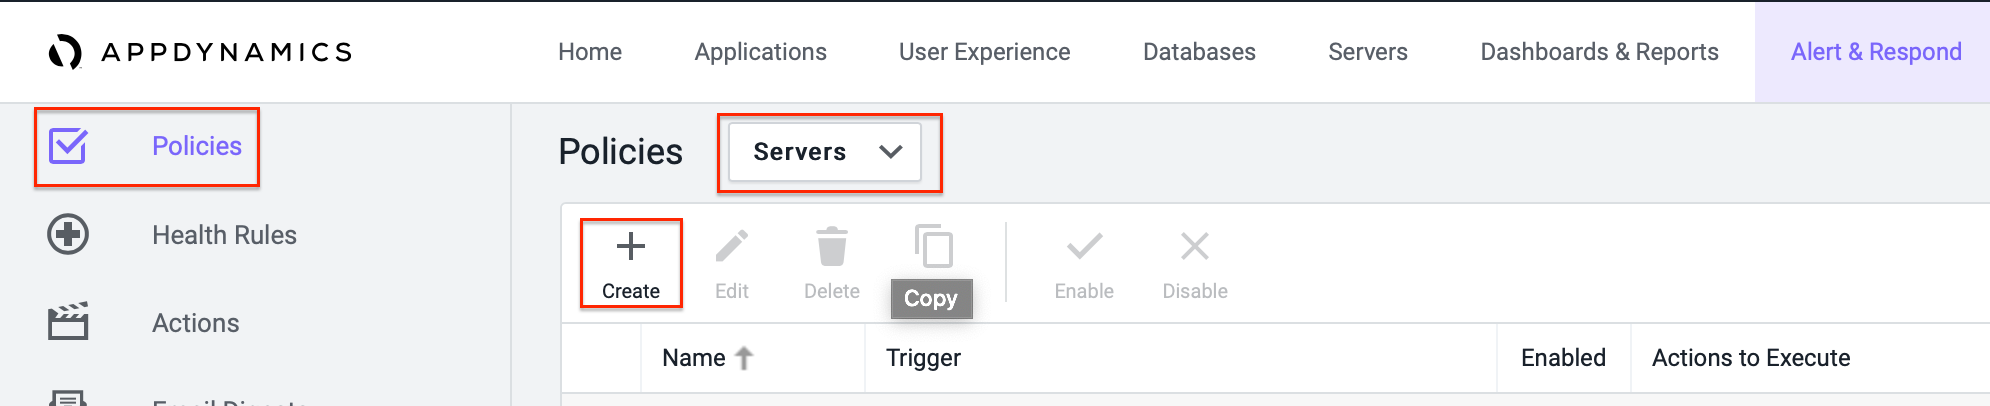 APPDYNAMICS Home Applications User Experience Databases Servers Dashboards & Reports Alert & Respond
Policies
Health Rules
Actions
Policies Servers
Create Edit Delete Copy Enable Disable
Name Trigger Enabled Actions to Execute